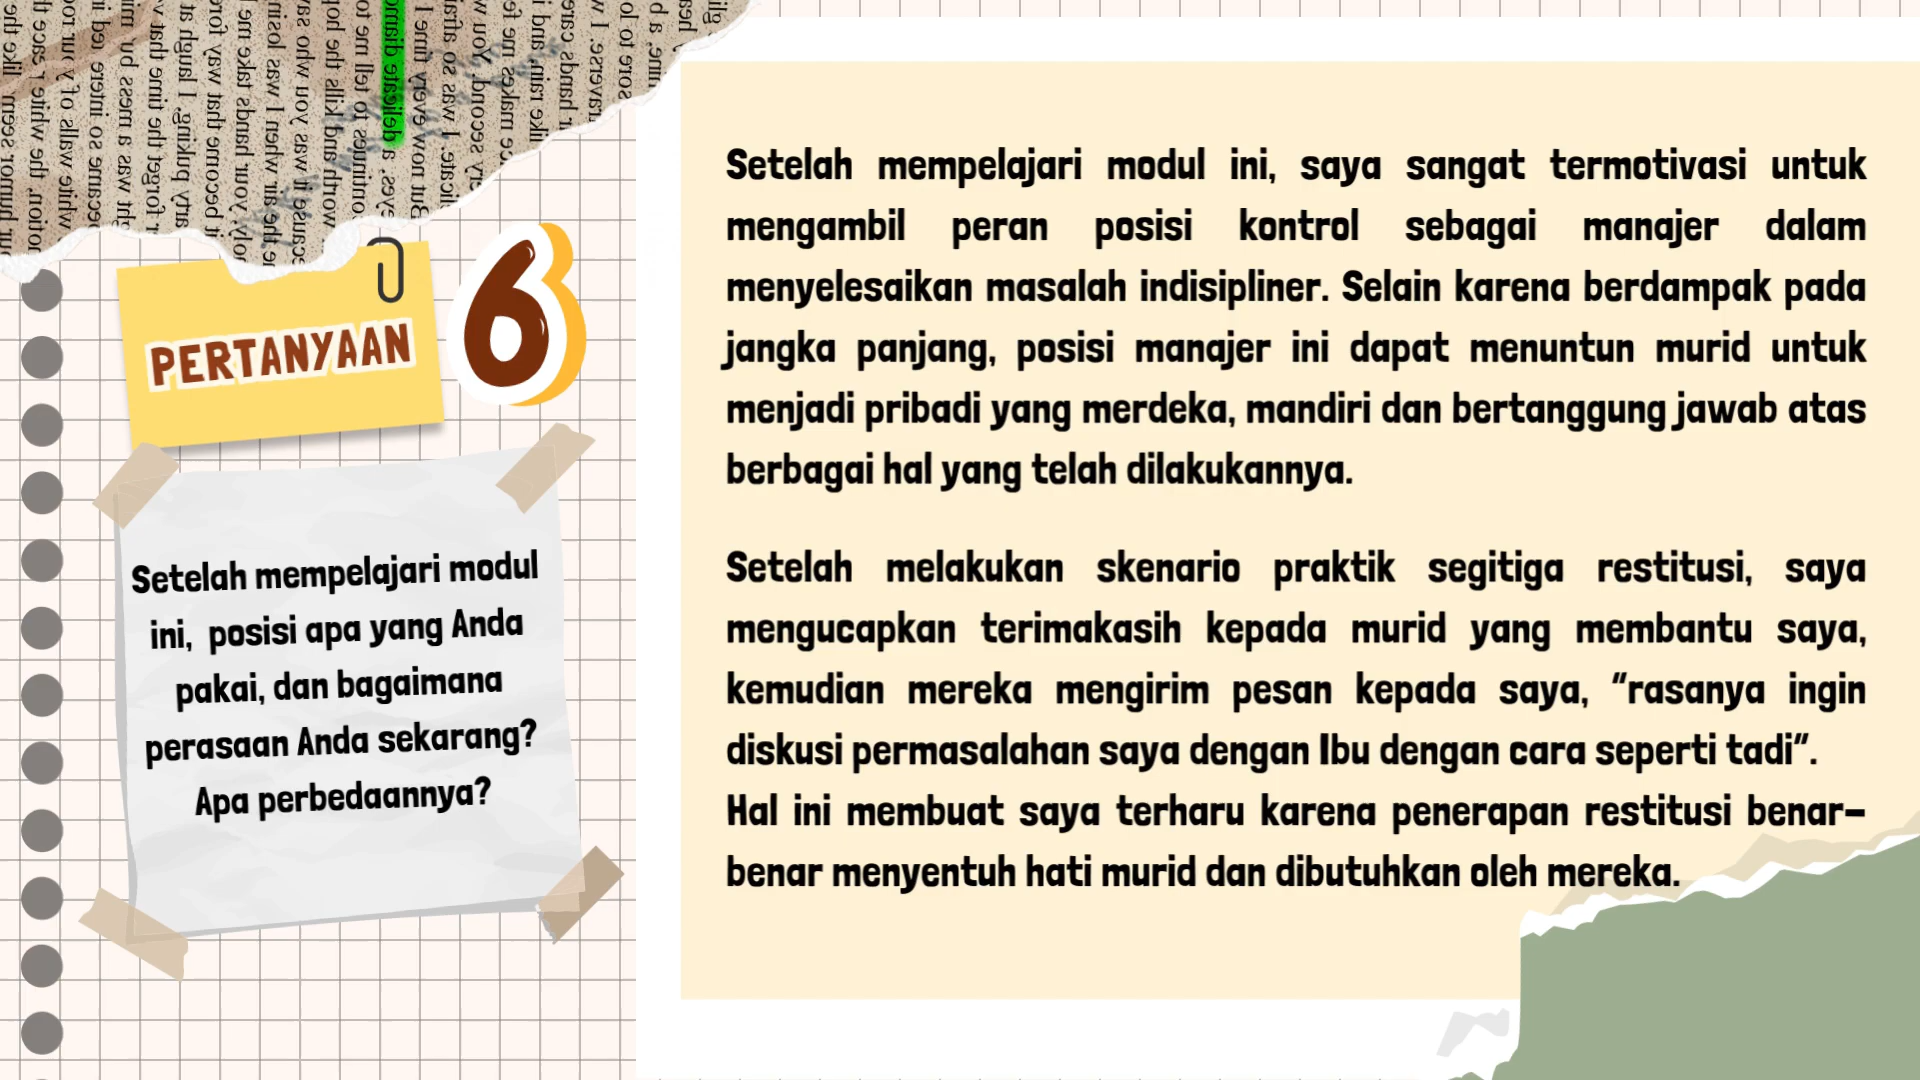 PERTANYAAN
6
Setelah mempelajari modul
ini, posisi apa yang Anda
pakai, dan bagaimana
perasaan Anda sekarang?
Apa perbedaannya?
Setelah mempelajari modul ini, saya sangat termotivasi untuk
mengambil peran posisi kontrol sebagai manajer dalam
menyelesaikan masalah indisipliner. Selain karena berdampak pada
jangka panjang, posisi manajer ini dapat menuntun murid untuk
menjadi pribadi yang merdeka, mandiri dan bertanggung jawab atas
berbagai hal yang telah dilakukannya.
Setelah melakukan skenario praktik segitiga restitusi, saya
mengucapkan terimakasih kepada murid yang membantu saya,
kemudian mereka mengirim pesan kepada saya, "rasanya ingin
diskusi permasalahan saya dengan Ibu dengan cara seperti tadi".
Hal ini membuat saya terharu karena penerapan restitusi benar-
benar menyentuh hati murid dan dibutuhkan oleh mereka.